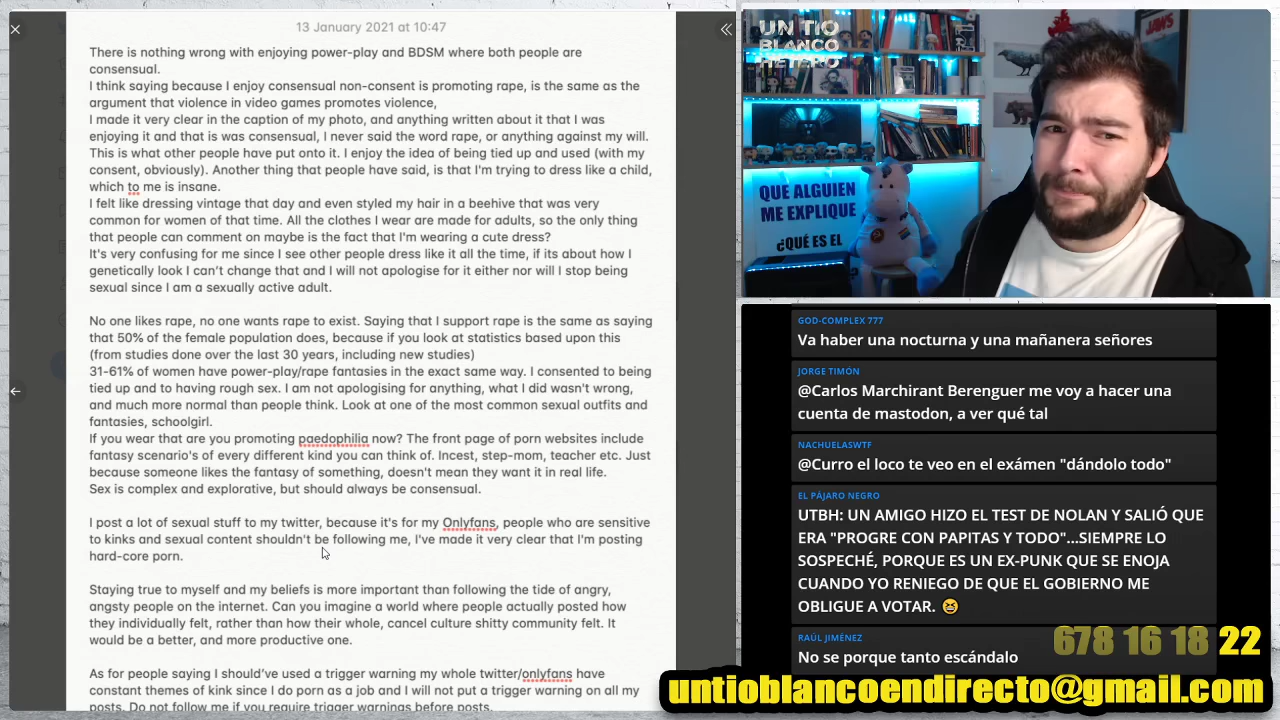 13 January 2021 at 10:47
There is nothing wrong with enjoying power-play and BDSM where both people are
consensual.
I think saying because I enjoy consensual non-consent is promoting rape, is the same as the
argument that violence in video games promotes violence,
I made it very clear in the caption of my photo, and anything written about it that I was
enjoying it and that is was consensual, I never said the word rape, or anything against my will.
This is what other people have put onto it. I enjoy the idea of being tied up and used (with my
consent, obviously). Another thing that people have said, is that I'm trying to dress like a child,
which to me is insane.
I felt like dressing vintage that day and even styled my hair in a beehive that was very
common for women of that time. All the clothes I wear are made for adults, so the only thing
that people can comment on maybe is the fact that I'm wearing a cute dress?
It's very confusing for me since I see other people dress like it all the time, if its about how I
genetically look I can't change that and I will not apologise for it either nor will I stop being
sexual since I am a sexually active adult.
No one likes rape, no one wants rape to exist. Saying that I support rape is the same as saying
that 50% of the female population does, because if you look at statistics based upon this
(from studies done over the last 30 years, including new studies)
31-61% of women have power-play/rape fantasies in the exact same way. I consented to being
tied up and to having rough sex. I am not apologising for anything, what I did wasn't wrong,
and much more normal than people think. Look at one of the most common sexual outfits and
fantasies, schoolgirl.
If you wear that are you promoting paedophilia now? The front page of porn websites include
fantasy scenario's of every different kind you can think of. Incest, step-mom, teacher etc. Just
because someone likes the fantasy of something, doesn't mean they want it in real life.
Sex is complex and explorative, but should always be consensual.
I post a lot of sexual stuff to my twitter, because it's for my Onlyfans, people who are sensitive
to kinks and sexual content shouldn't be following me, I've made it very clear that I'm posting
hard-core porn.
Staying true to myself and my beliefs is more important than following the tide of angry,
angsty people on the internet. Can you imagine a world where people actually posted how
they individually felt, rather than how their whole, cancel culture shitty community felt. It
would be a better, and more productive one.
As for people saying I should've used a trigger warning my whole twitter/onlyfans have
constant themes of kink since I do porn as a job and I will not put a trigger warning on all my
posts. Do not follow me if you require trigger warnings before posts.
UN TIO
BLANCO
HETERO
JAWS
QUE ALGUIEN
ME EXPLIQUE
¿QUÉ ES EL
GOD-COMPLEX 777
Va haber una nocturna y una mañanera señores
JORGE TIMÓN
@Carlos Marchirant Berenguer me voy a hacer una
cuenta de mastodon, a ver qué tal
NACHUELASWTF
@Curro el loco te veo en el exámen "dándolo todo"
EL PÁJARO NEGRO
UTBH: UN AMIGO HIZO EL TEST DE NOLAN Y SALIÓ QUE
ERA "PROGRE CON PAPITAS Y TODO"...SIEMPRE LO
SOSPECHÉ, PORQUE ES UN EX-PUNK QUE SE ENOJA
CUANDO YO RENIEGO DE QUE EL GOBIERNO ME
OBLIGUE A VOTAR. 😆
RAÚL JIMÉNEZ
No se porque tanto escándalo
678 16 18 22
untioblancoendirecto@gmail.com